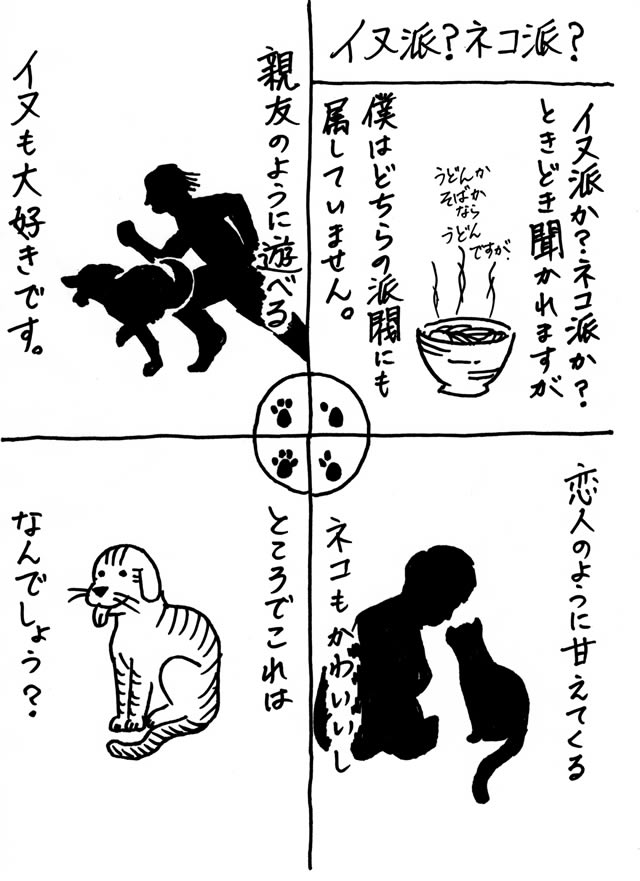 イヌ派?ネコ派?
イヌ派か?ネコ派か?
ときどき聞かれますが
うどんか
そばか
なら
うどん
ですが、
僕はどちらの派閥にも
属していません。
恋人のように甘えてくる
ネコもかわいいし
親友のように遊べる
イヌも大好きです。
ところでこれは
なんでしょう?